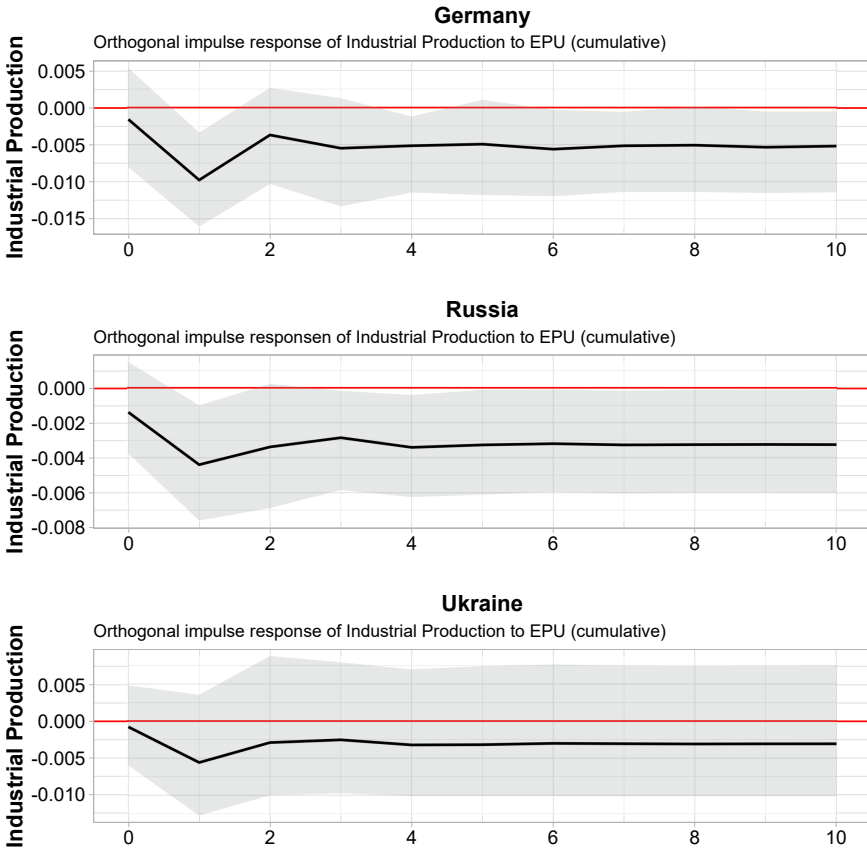 Germany
Orthogonal impulse response of Industrial Production to EPU (cumulative)
Industrial Production
0.005
0.000
-0.005
-0.010
-0.015
0 2 4 6 8 10
Russia
Orthogonal impulse responsen of Industrial Production to EPU (cumulative)
Industrial Production
0.000
-0.002
-0.004
-0.006
-0.008
0 2 4 6 8 10
Ukraine
Orthogonal impulse response of Industrial Production to EPU (cumulative)
Industrial Production
0.005
0.000
-0.005
-0.010
0 2 4 6 8 10